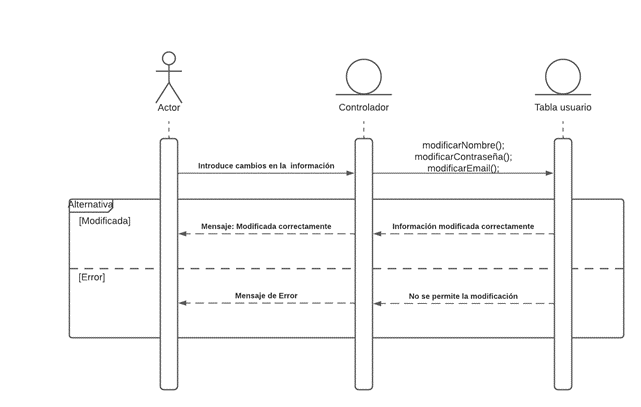 Actor
Controlador
Tabla usuario
Introduce cambios en la información
modificarNombre();
modificarContraseña();
modificarEmail();
Alternativa
[Modificada]
Mensaje: Modificada correctamente
Información modificada correctamente
[Error]
Mensaje de Error
No se permite la modificación